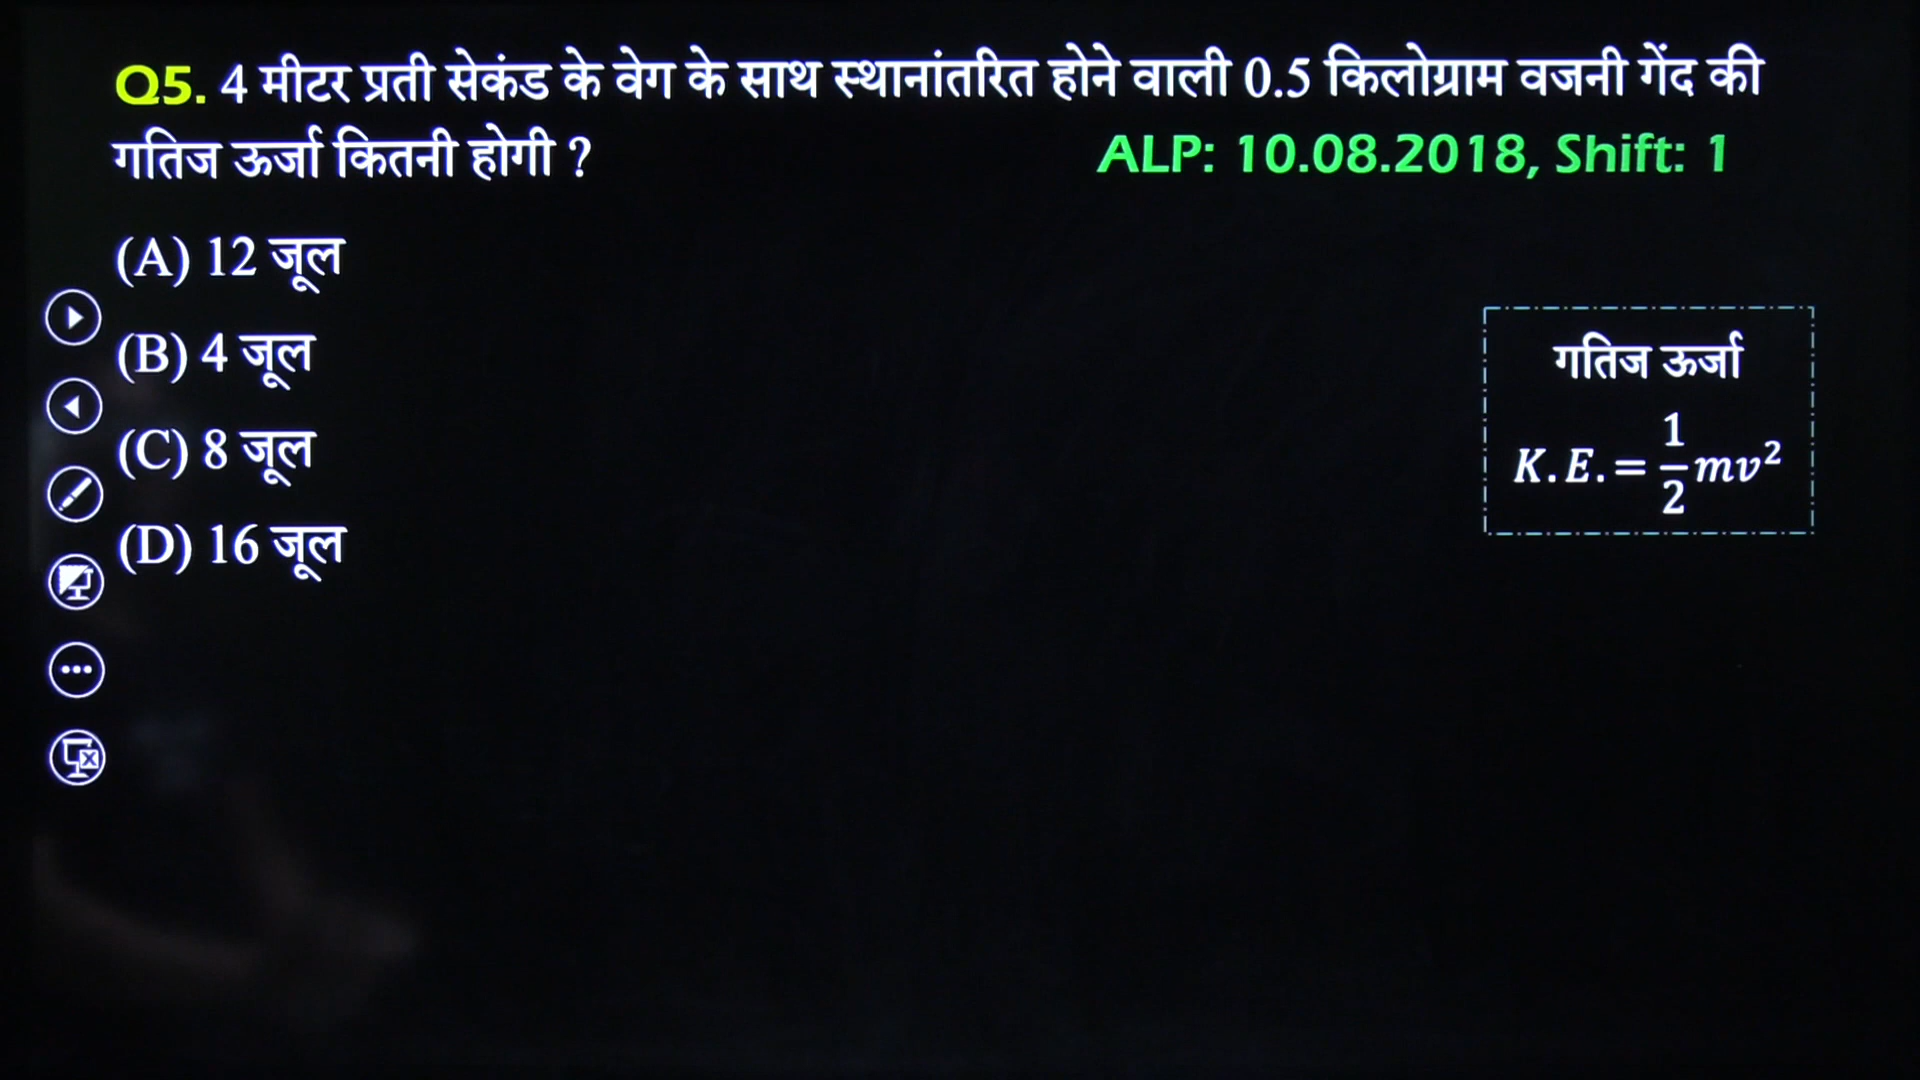 Q5. 4 मीटर प्रती सेकंड के वेग के साथ स्थानांतरित होने वाली 0.5 किलोग्राम वजनी गेंद की
गतिज ऊर्जा कितनी होगी ?
ALP: 10.08.2018, Shift: 1
(A) 12 जूल
(B) 4 जूल
(C) 8 जूल
(D) 16 जूल
गतिज ऊर्जा
K.E. = 1/2 mv²